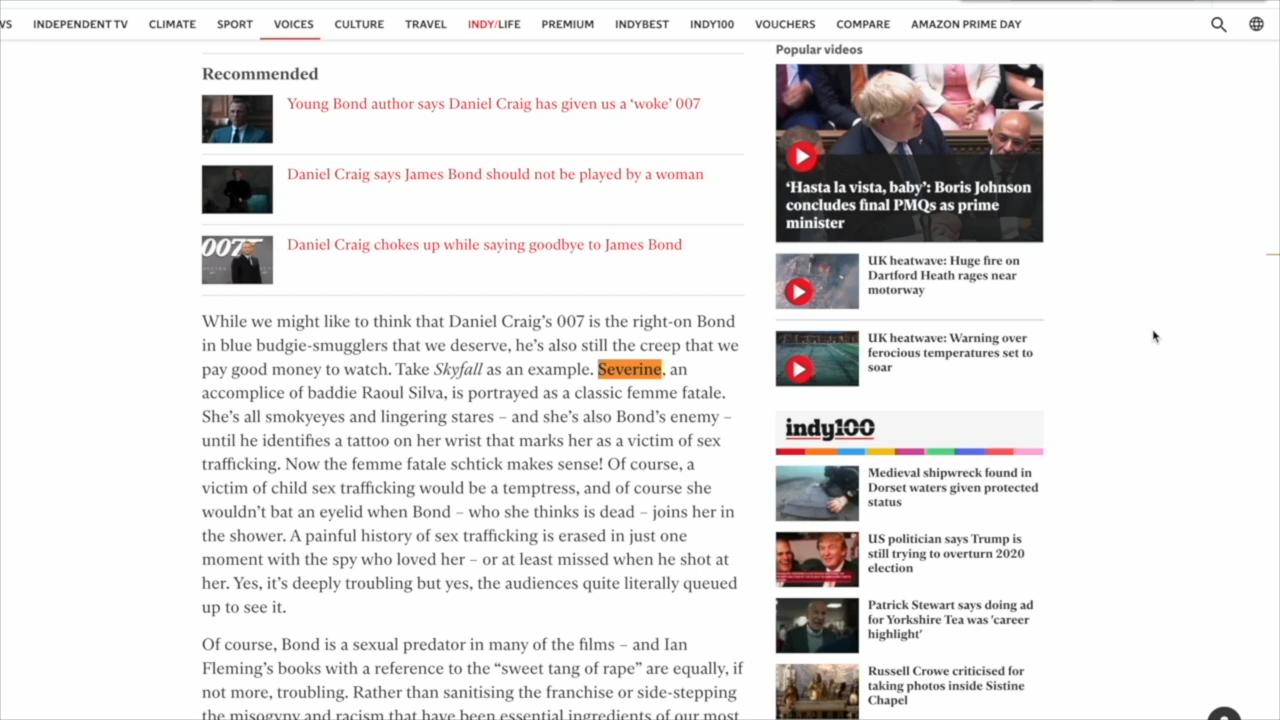 INDEPENDENT TV
CLIMATE
SPORT
VOICES
CULTURE
TRAVEL
INDY/LIFE
PREMIUM
INDYBEST
INDY100
VOUCHERS
COMPARE
AMAZON PRIME DAY
Recommended
Young Bond author says Daniel Craig has given us a ‘woke’ 007
Daniel Craig says James Bond should not be played by a woman
007
Daniel Craig chokes up while saying goodbye to James Bond
While we might like to think that Daniel Craig’s 007 is the right-on Bond
in blue budgie-smugglers that we deserve, he’s also still the creep that we
pay good money to watch. Take Skyfall as an example. Severine, an
accomplice of baddie Raoul Silva, is portrayed as a classic femme fatale.
She’s all smokyeyes and lingering stares – and she’s also Bond’s enemy –
until he identifies a tattoo on her wrist that marks her as a victim of sex
trafficking. Now the femme fatale schtick makes sense! Of course, a
victim of child sex trafficking would be a temptress, and of course she
wouldn’t bat an eyelid when Bond – who she thinks is dead – joins her in
the shower. A painful history of sex trafficking is erased in just one
moment with the spy who loved her – or at least missed when he shot at
her. Yes, it’s deeply troubling but yes, the audiences quite literally queued
up to see it.
Of course, Bond is a sexual predator in many of the films – and Ian
Fleming’s books with a reference to the “sweet tang of rape” are equally, if
not more, troubling. Rather than sanitising the franchise or side-stepping
the misogyny and racism that have been essential ingredients of our most
Popular videos
‘Hasta la vista, baby’: Boris Johnson
concludes final PMQs as prime
minister
UK heatwave: Huge fire on
Dartford Heath rages near
motorway
UK heatwave: Warning over
ferocious temperatures set to
soar
indy100
Medieval shipwreck found in
Dorset waters given protected
status
US politician says Trump is
still trying to overturn 2020
election
Patrick Stewart says doing ad
for Yorkshire Tea was 'career
highlight'
Russell Crowe criticised for
taking photos inside Sistine
Chapel